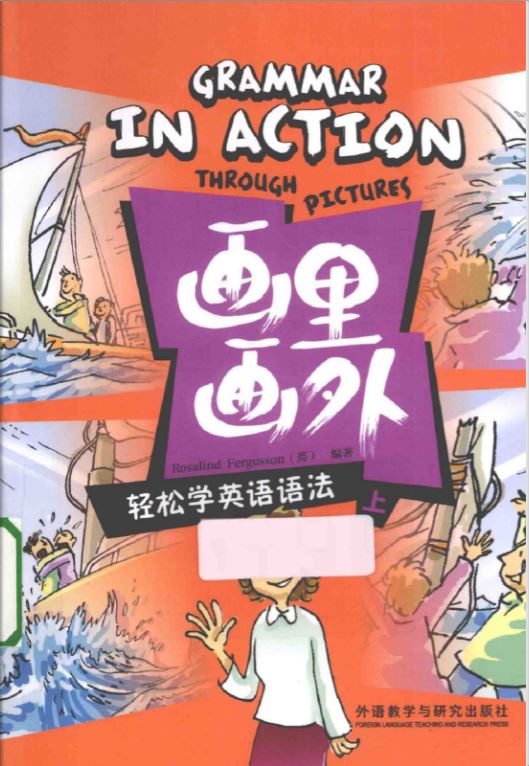 GRAMMAR
IN ACTION
THROUGH PICTURES
画里
画外
Rosalind Fergusson（英） 编著
轻松学英语语法 上
外语教学与研究出版社
FOREIGN LANGUAGE TEACHING AND RESEARCH PRESS